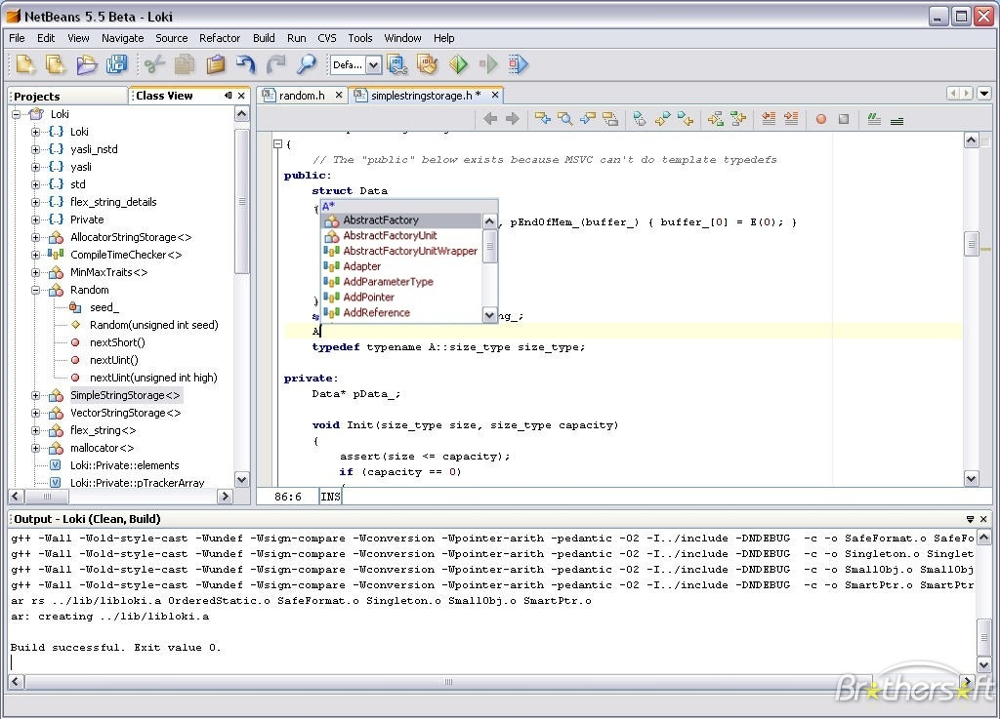 NetBeans 5.5 Beta - Loki
File Edit View Navigate Source Refactor Build Run CVS Tools Window Help
Defa...
Projects
Class View
Loki
Loki
yasli_nstd
yasli
std
flex_string_details
Private
AllocatorStringStorage<>
CompileTimeChecker<>
MinMaxTraits<>
Random
seed_
Random(unsigned int seed)
nextShort()
nextUint()
nextUint(unsigned int high)
SimpleStringStorage<>
VectorStringStorage<>
flex_string<>
mallocator<>
Loki::Private::elements
Loki::Private::pTrackerArray
random.h
simplestringstorage.h *
{
// The "public" below exists because MSVC can't do template typedefs
public:
struct Data
{
A*
AbstractFactory
AbstractFactoryUnit
AbstractFactoryUnitWrapper
Adapter
AddParameterType
AddPointer
AddReference
, pEndOfMem_(buffer_) { buffer_[0] = E(0); }
}
ng_;
A
typedef typename A::size_type size_type;
private:
Data* pData_;
void Init(size_type size, size_type capacity)
{
assert(size <= capacity);
if (capacity == 0)
86:6 INS
Output - Loki (Clean, Build)
g++ -Wall -Wold-style-cast -Wundef -Wsign-compare -Wconversion -Wpointer-arith -pedantic -O2 -I../include -DNDEBUG -c -o SafeFormat.o SafeFo
g++ -Wall -Wold-style-cast -Wundef -Wsign-compare -Wconversion -Wpointer-arith -pedantic -O2 -I../include -DNDEBUG -c -o Singleton.o Singlet
g++ -Wall -Wold-style-cast -Wundef -Wsign-compare -Wconversion -Wpointer-arith -pedantic -O2 -I../include -DNDEBUG -c -o SmallObj.o SmallObj
g++ -Wall -Wold-style-cast -Wundef -Wsign-compare -Wconversion -Wpointer-arith -pedantic -O2 -I../include -DNDEBUG -c -o SmartPtr.o SmartPtr
ar rs ../lib/libloki.a OrderedStatic.o SafeFormat.o Singleton.o SmallObj.o SmartPtr.o
ar: creating ../lib/libloki.a
Build successful. Exit value 0.
Brothersoft